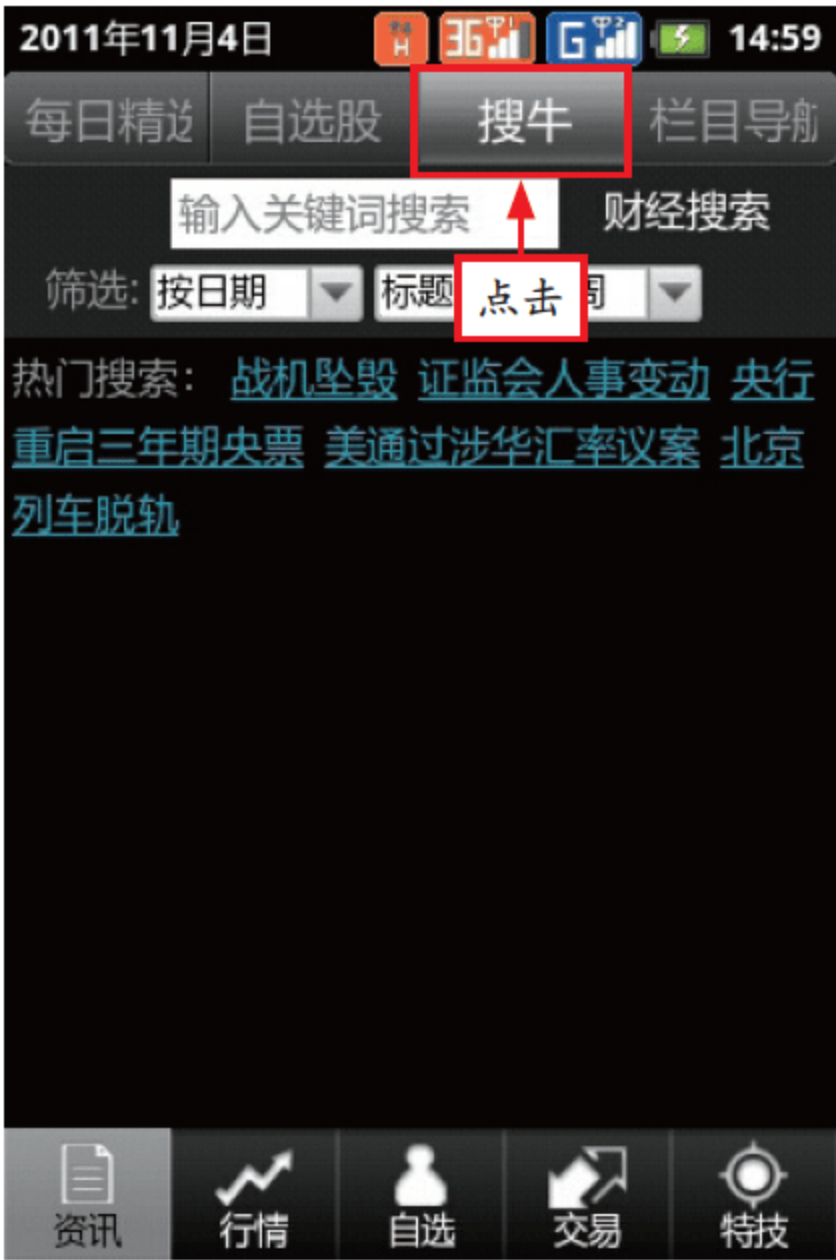 2011年11月4日 H 3G 1 G 2 14:59
每日精选 自选股 搜牛 栏目导航
输入关键词搜索 财经搜索
筛选: 按日期 标题 周
点击
热门搜索: 战机坠毁 证监会人事变动 央行
重启三年期央票 美通过涉华汇率议案 北京
列车脱轨
资讯 行情 自选 交易 特技